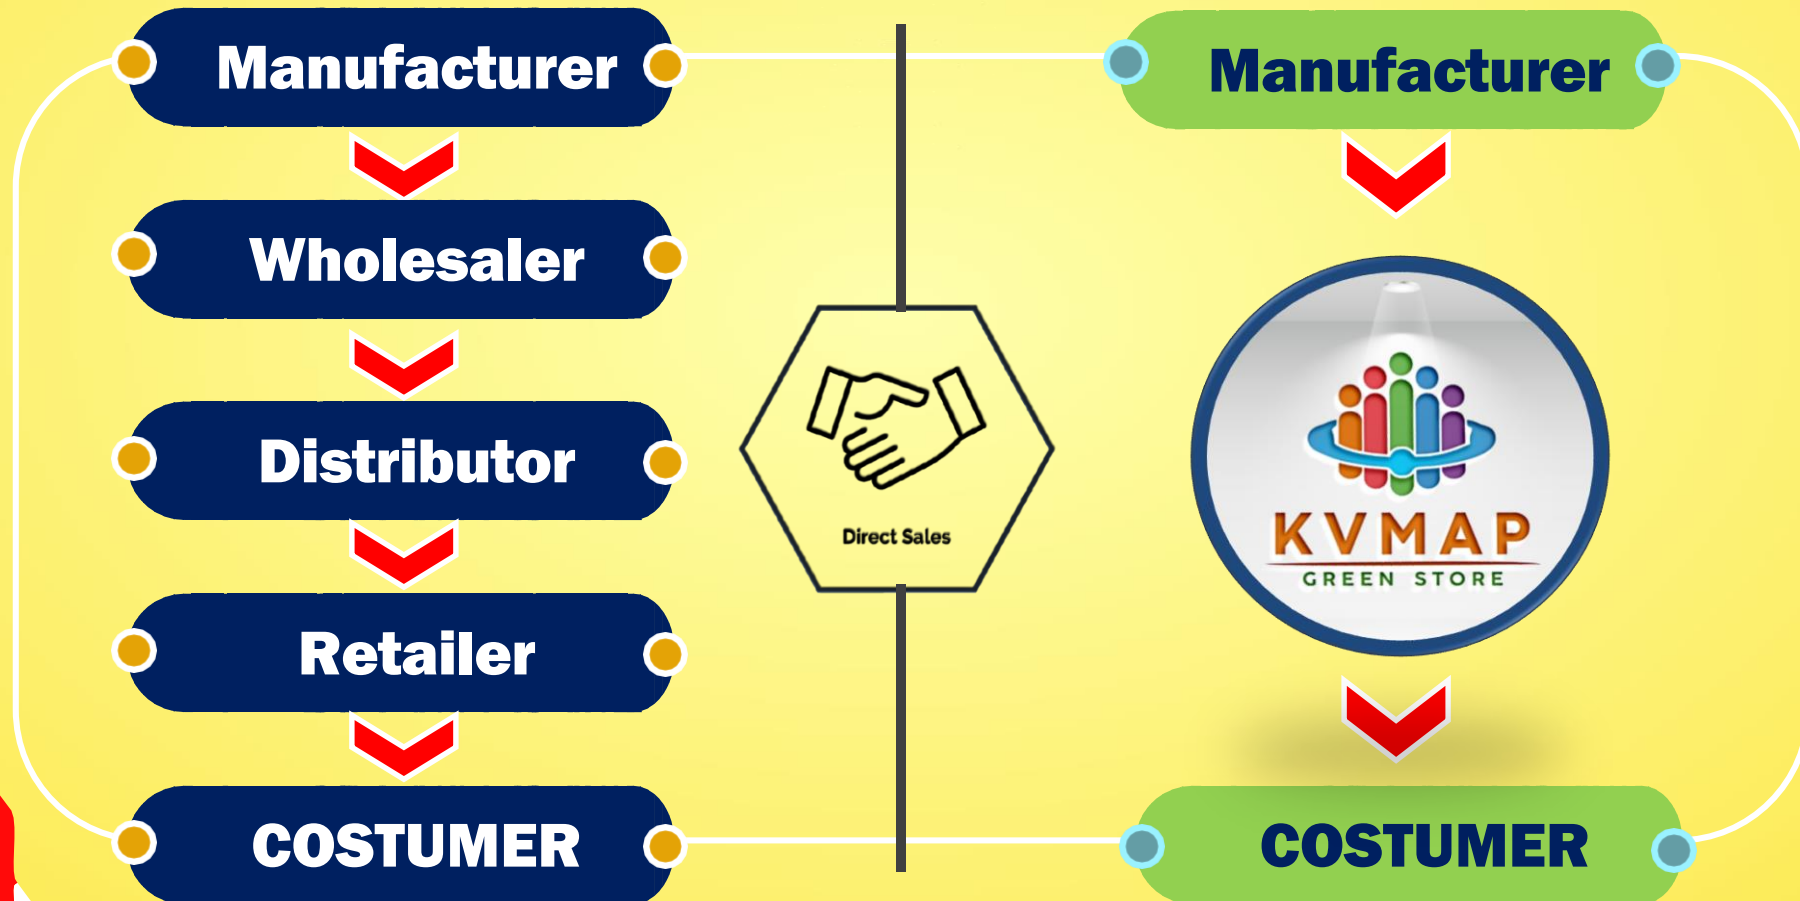 Manufacturer
Wholesaler
Distributor
Retailer
COSTUMER
Direct Sales
Manufacturer
KVMAP
GREEN STORE
COSTUMER